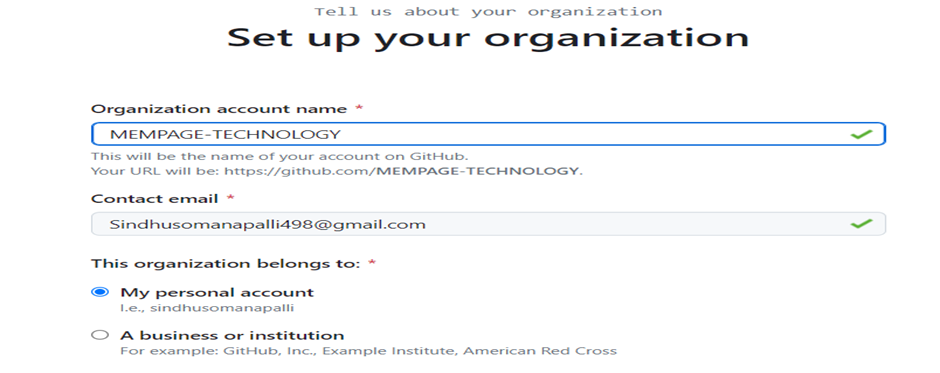 Tell us about your organization
Set up your organization
Organization account name *
MEMPAGE-TECHNOLOGY
This will be the name of your account on GitHub.
Your URL will be: https://github.com/MEMPAGE-TECHNOLOGY.
Contact email *
Sindhusomanapalli498@gmail.com
This organization belongs to: *
My personal account
I.e., sindhusomanapalli
A business or institution
For example: GitHub, Inc., Example Institute, American Red Cross